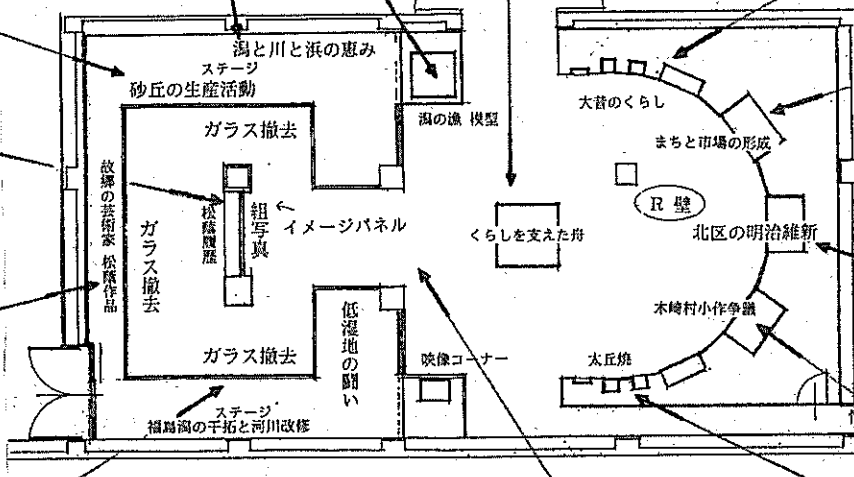 潟と川と浜の恵み
ステージ
砂丘の生産活動
ガラス撤去
潟の漁 模型
大昔のくらし
まちと市場の形成
R 壁
北区の明治維新
くらしを支えた舟
木崎村小作争議
太丘焼
映像コーナー
イメージパネル
←
組写真
松蔭履歴
故郷の芸術家 松蔭作品
ガラス撤去
ガラス撤去
低湿地の闘い
ステージ
福島潟の干拓と河川改修